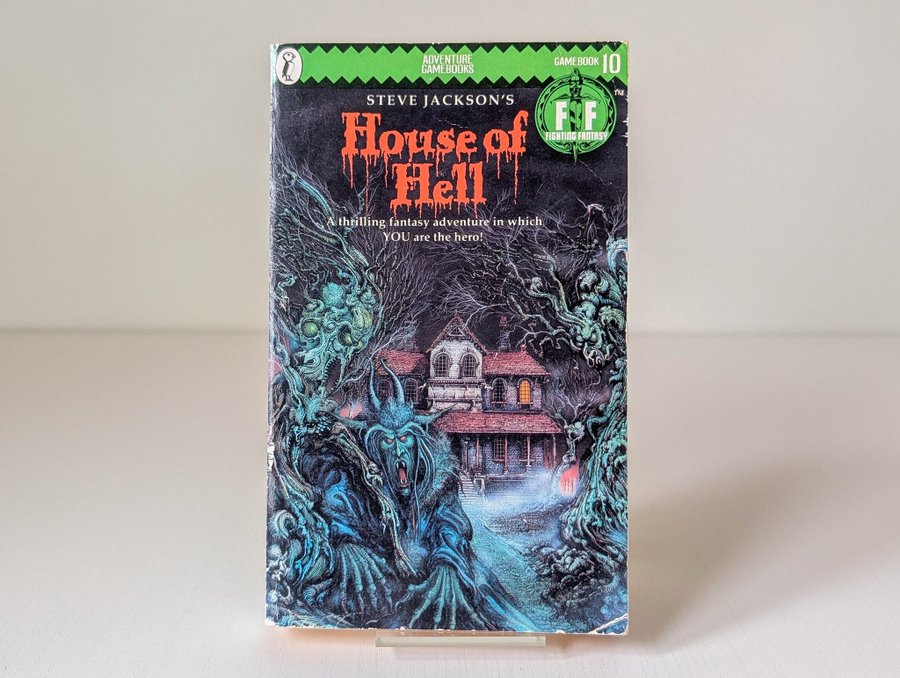 ADVENTURE
GAMEBOOKS
GAMEBOOK 10
STEVE JACKSON'S
House of
Hell
A thrilling fantasy adventure in which
YOU are the hero!
FF
FIGHTING FANTASY
TM